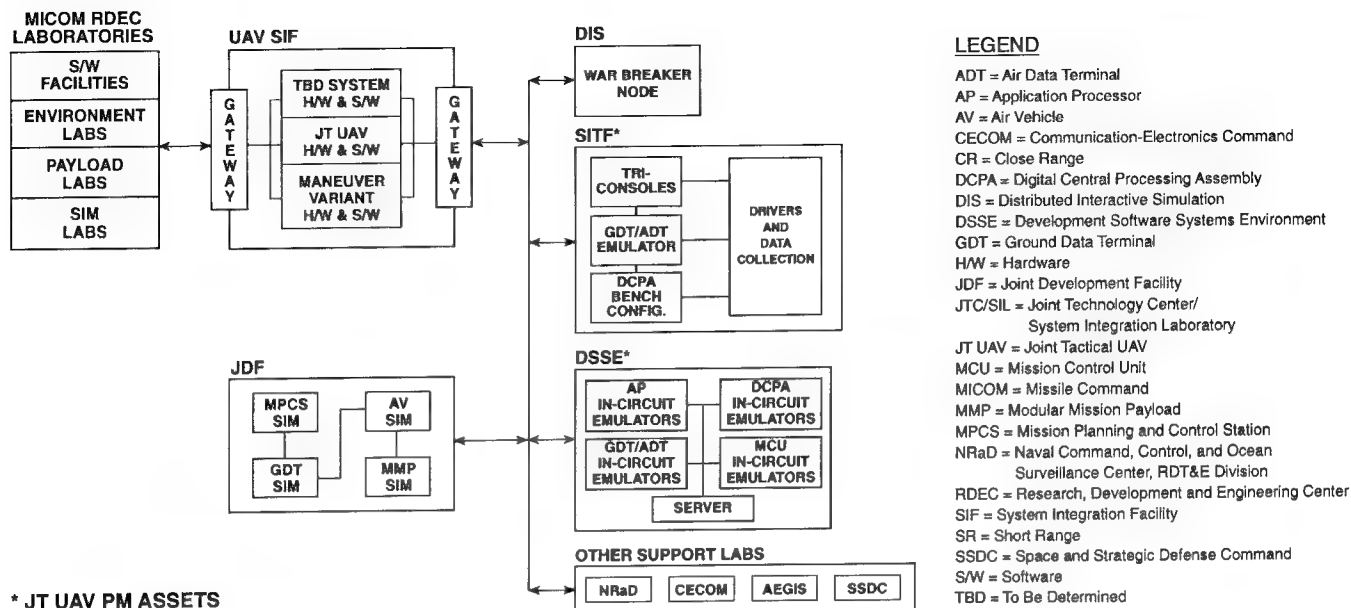 MICOM RDEC
LABORATORIES
S/W
FACILITIES
ENVIRONMENT
LABS
PAYLOAD
LABS
SIM
LABS
UAV SIF
GATEWAY
TBD SYSTEM
H/W & S/W
JT UAV
H/W & S/W
MANEUVER
VARIANT
H/W & S/W
GATEWAY
DIS
WAR BREAKER
NODE
SITF*
TRI-
CONSOLES
GDT/ADT
EMULATOR
DCPA
BENCH
CONFIG.
DRIVERS
AND
DATA
COLLECTION
JDF
MPCS
SIM
AV
SIM
GDT
SIM
MMP
SIM
DSSE*
AP
IN-CIRCUIT
EMULATORS
DCPA
IN-CIRCUIT
EMULATORS
GDT/ADT
IN-CIRCUIT
EMULATORS
MCU
IN-CIRCUIT
EMULATORS
SERVER
OTHER SUPPORT LABS
NRaD
CECOM
AEGIS
SSDC
* JT UAV PM ASSETS
LEGEND
ADT = Air Data Terminal
AP = Application Processor
AV = Air Vehicle
CECOM = Communication-Electronics Command
CR = Close Range
DCPA = Digital Central Processing Assembly
DIS = Distributed Interactive Simulation
DSSE = Development Software Systems Environment
GDT = Ground Data Terminal
H/W = Hardware
JDF = Joint Development Facility
JTC/SIL = Joint Technology Center/
System Integration Laboratory
JT UAV = Joint Tactical UAV
MCU = Mission Control Unit
MICOM = Missile Command
MMP = Modular Mission Payload
MPCS = Mission Planning and Control Station
NRaD = Naval Command, Control, and Ocean
Surveillance Center, RDT&E Division
RDEC = Research, Development and Engineering Center
SIF = System Integration Facility
SR = Short Range
SSDC = Space and Strategic Defense Command
S/W = Software
TBD = To Be Determined